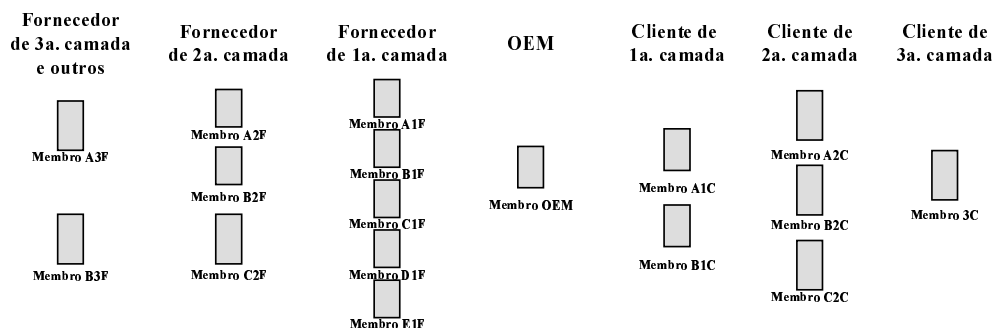 Fornecedor
de 3a. camada
e outros
Fornecedor
de 2a. camada
Fornecedor
de 1a. camada
OEM
Cliente de
1a. camada
Cliente de
2a. camada
Cliente de
3a. camada
Membro A3F
Membro B3F
Membro A2F
Membro B2F
Membro C2F
Membro A1F
Membro B1F
Membro C1F
Membro D1F
Membro E1F
Membro OEM
Membro A1C
Membro B1C
Membro A2C
Membro B2C
Membro C2C
Membro 3C